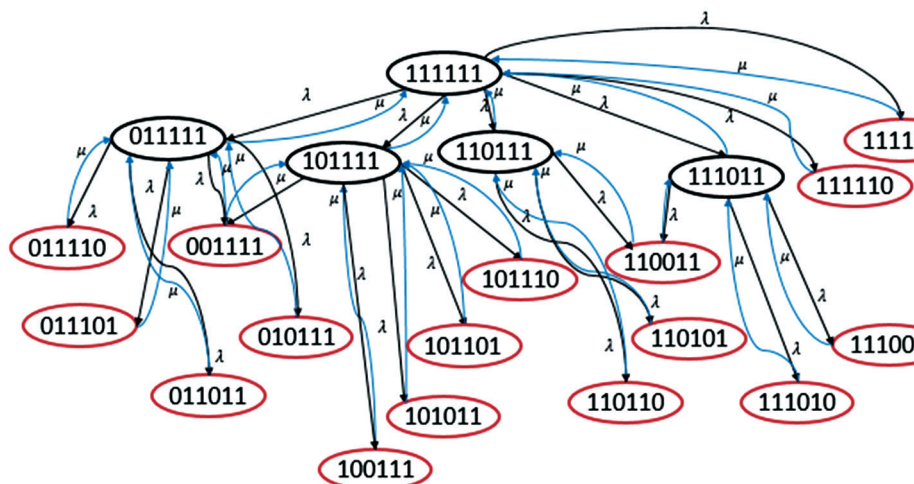 λ
λ
μ
111111
λ
μ
λ
μ
λ
μ
μ
λ
λ
μ
011111
101111
110111
111011
1111
111110
μ
λ
λ
μ
λ
μ
μ
λ
μ
μ
μ
λ
μ
μ
λ
μ
λ
μ
λ
011110
001111
101110
110011
μ
λ
λ
λ
μ
μ
λ
011101
010111
101101
110101
11100
μ
λ
λ
λ
λ
λ
011011
101011
110110
111010
100111